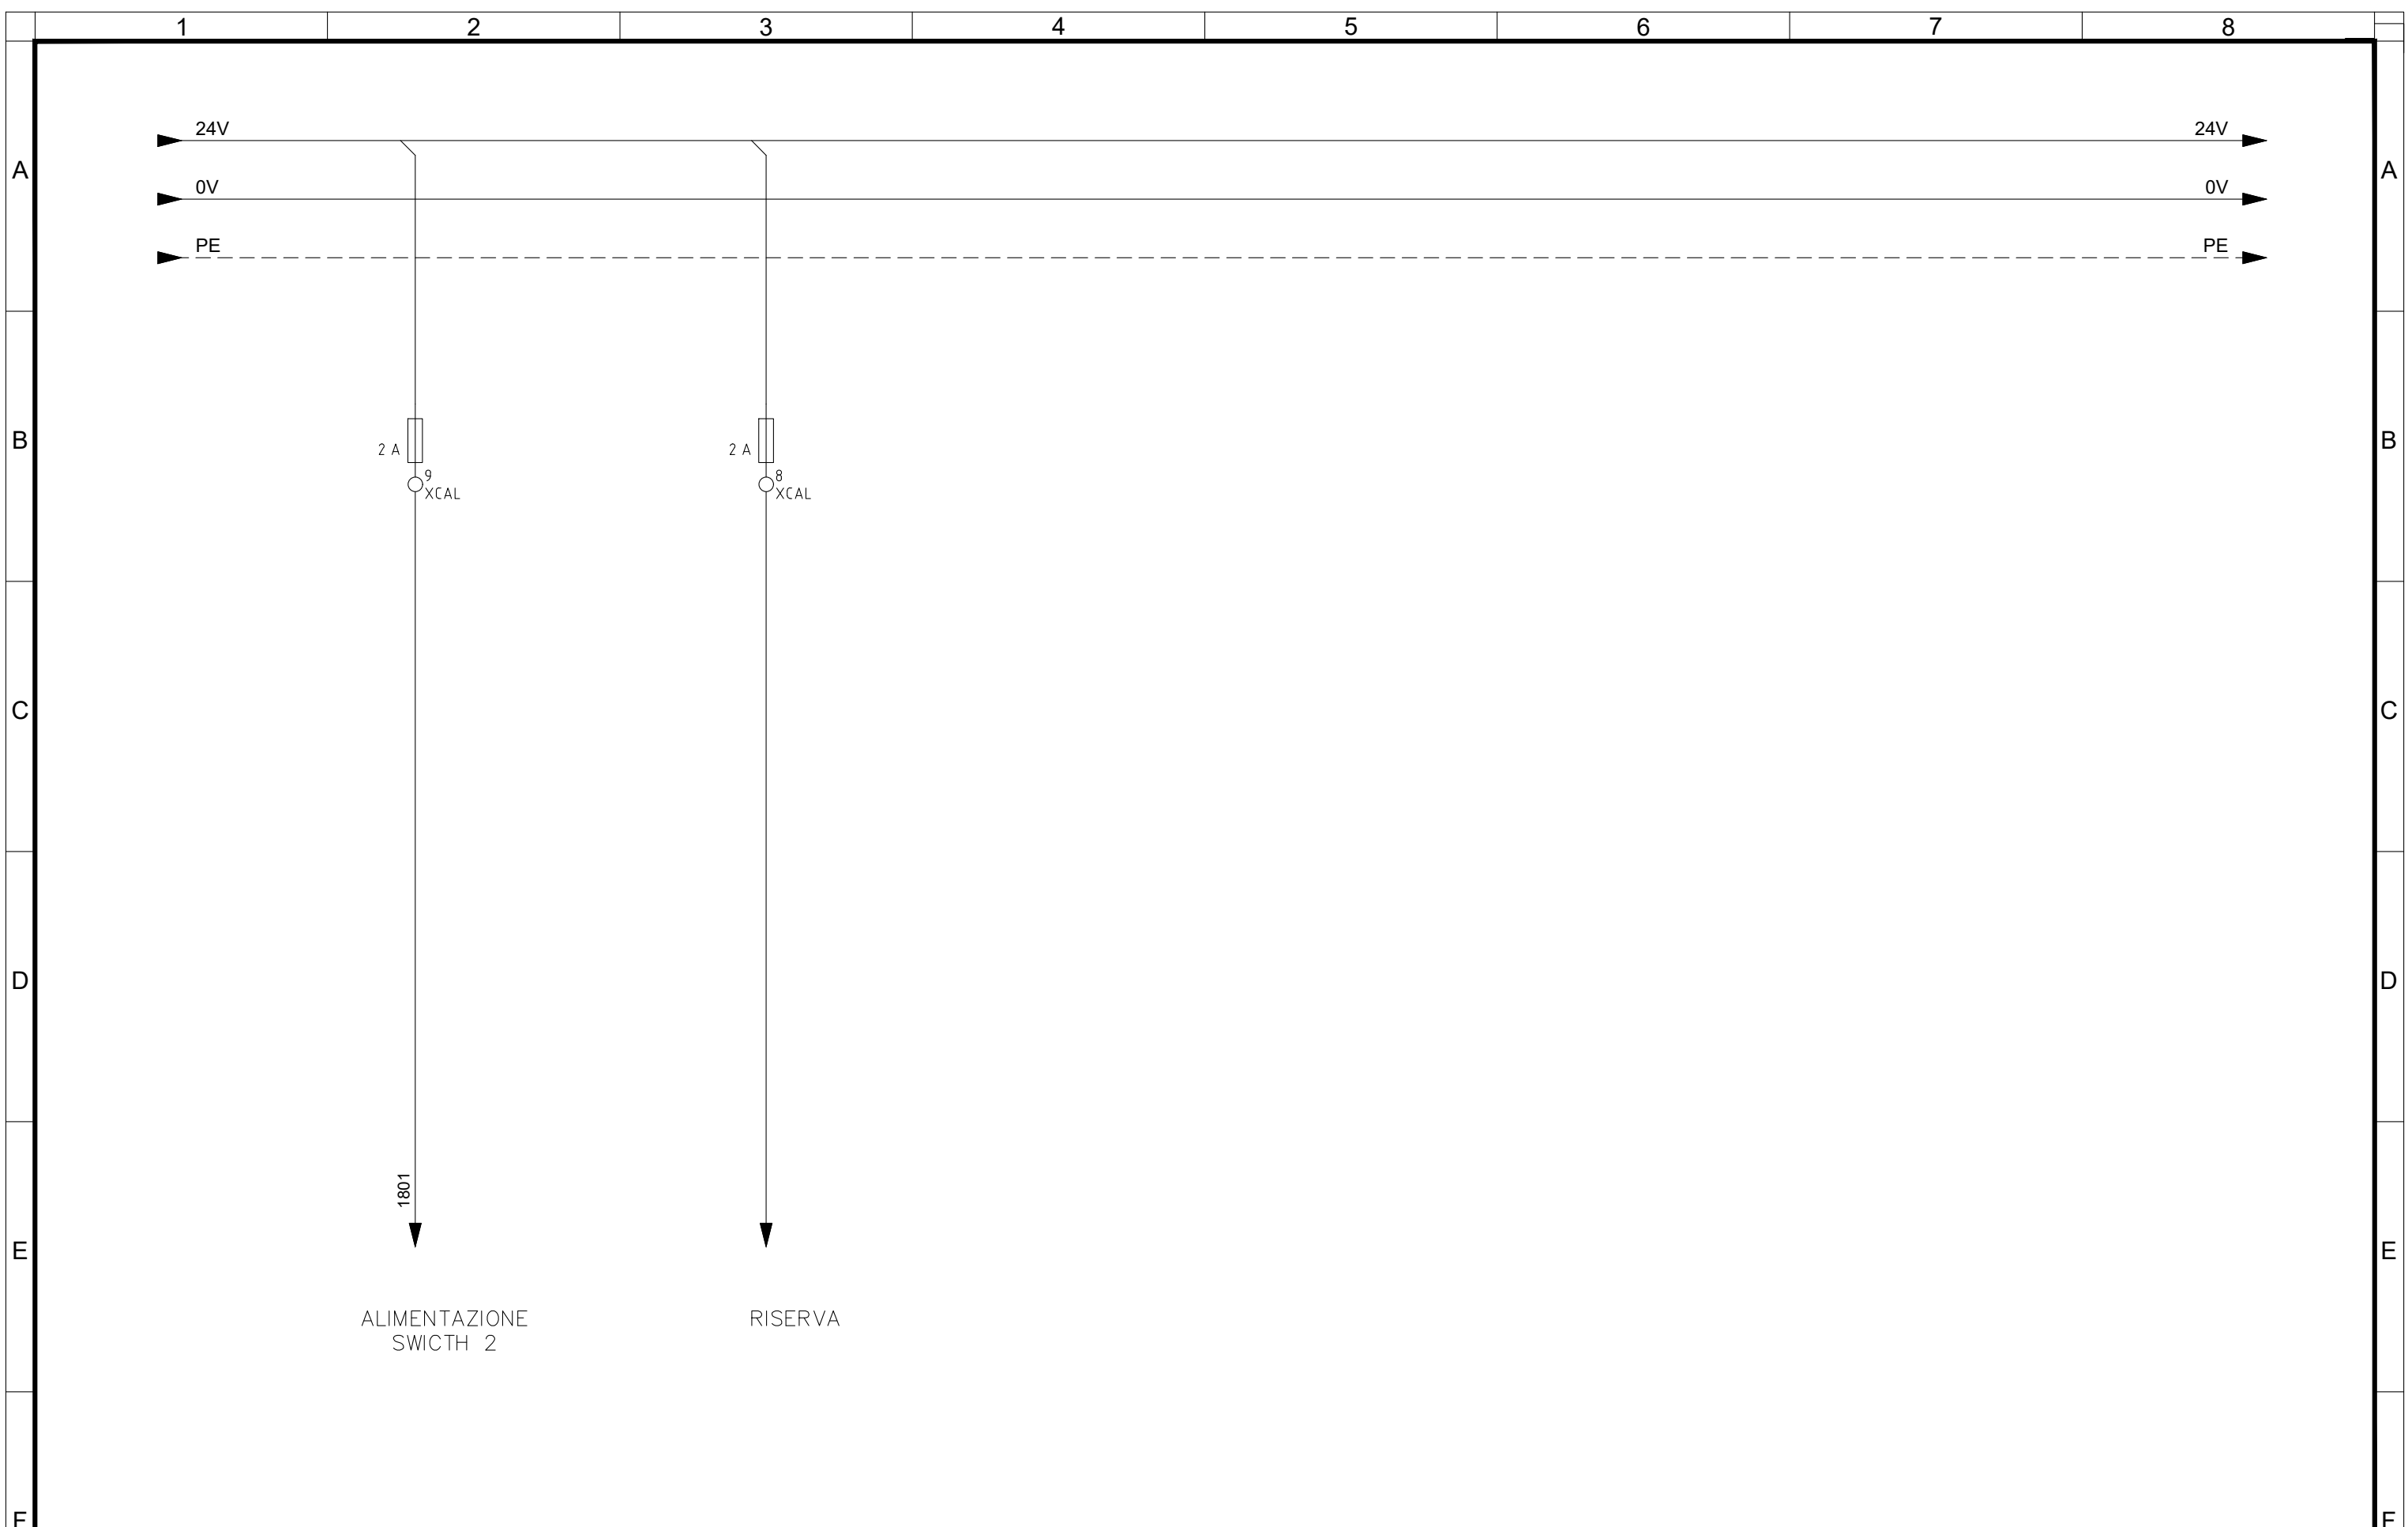 1 2 3 4 5 6 7 8
24V 24V
A A
0V 0V
PE PE
B B
2 A 2 A
9 8
XCAL XCAL
C C
D D
1801
E E
ALIMENTAZIONE RISERVA
SWICTH 2
F F